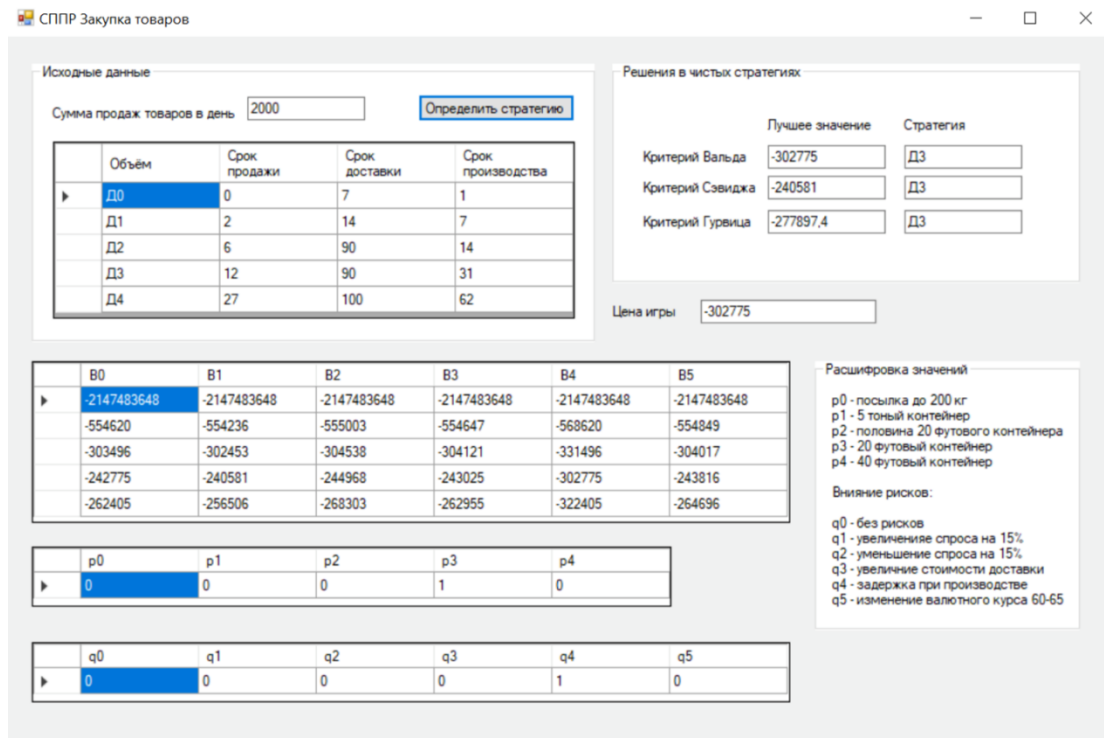 СППР Закупка товаров
Исходные данные
Сумма продаж товаров в день 2000 Определить стратегию
Объём Срок продажи Срок доставки Срок производства
Д0 0 7 1
Д1 2 14 7
Д2 6 90 14
Д3 12 90 31
Д4 27 100 62
Решения в чистых стратегиях
Лучшее значение Стратегия
Критерий Вальда -302775 Д3
Критерий Сэвиджа -240581 Д3
Критерий Гурвица -277897,4 Д3
Цена игры -302775
B0 B1 B2 B3 B4 B5
-2147483648 -2147483648 -2147483648 -2147483648 -2147483648 -2147483648
-554620 -554236 -555003 -554647 -568620 -554849
-303496 -302453 -304538 -304121 -331496 -304017
-242775 -240581 -244968 -243025 -302775 -243816
-262405 -256506 -268303 -262955 -322405 -264696
Расшифровка значений
p0 - посылка до 200 кг
p1 - 5 тоный контейнер
p2 - половина 20 футового контейнера
p3 - 20 футовый контейнер
p4 - 40 футовый контейнер
Внияние рисков:
q0 - без рисков
q1 - увеличенияе спроса на 15%
q2 - уменьшение спроса на 15%
q3 - увеличние стоимости доставки
q4 - задержка при производстве
q5 - изменение валютного курса 60-65
p0 p1 p2 p3 p4
0 0 0 1 0
q0 q1 q2 q3 q4 q5
0 0 0 0 1 0